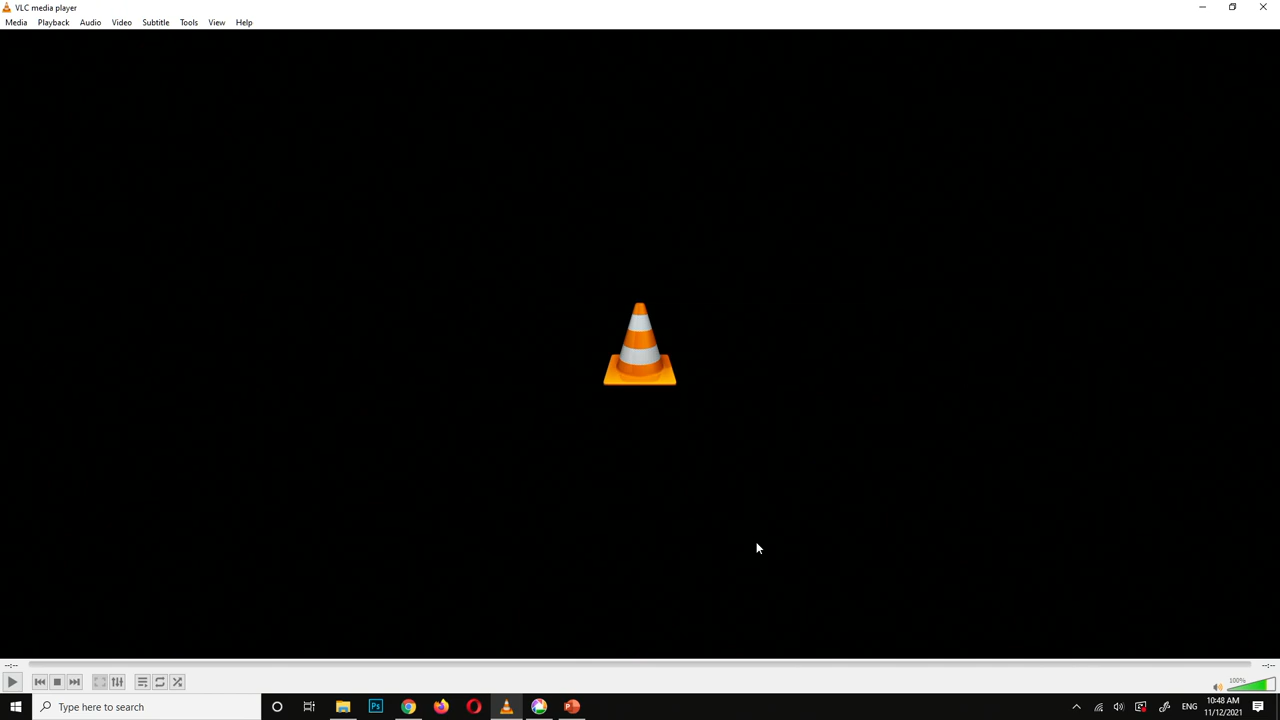 VLC media player
Media Playback Audio Video Subtitle Tools View Help
--:-- --:--
100%
Type here to search
Ps
ENG
10:48 AM
11/12/2021